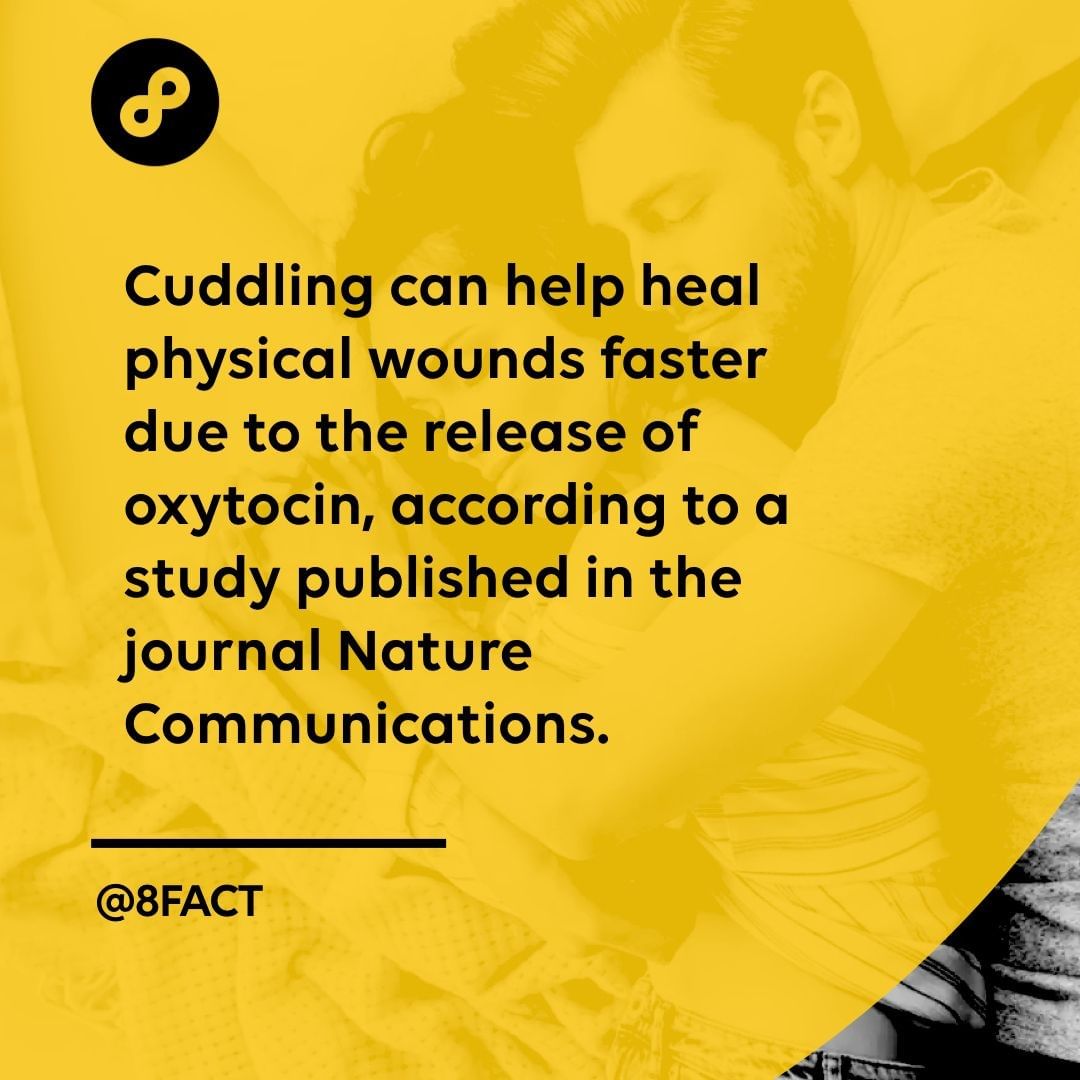 Cuddling can help heal
physical wounds faster
due to the release of
oxytocin, according to a
study published in the
journal Nature
Communications.
@8FACT